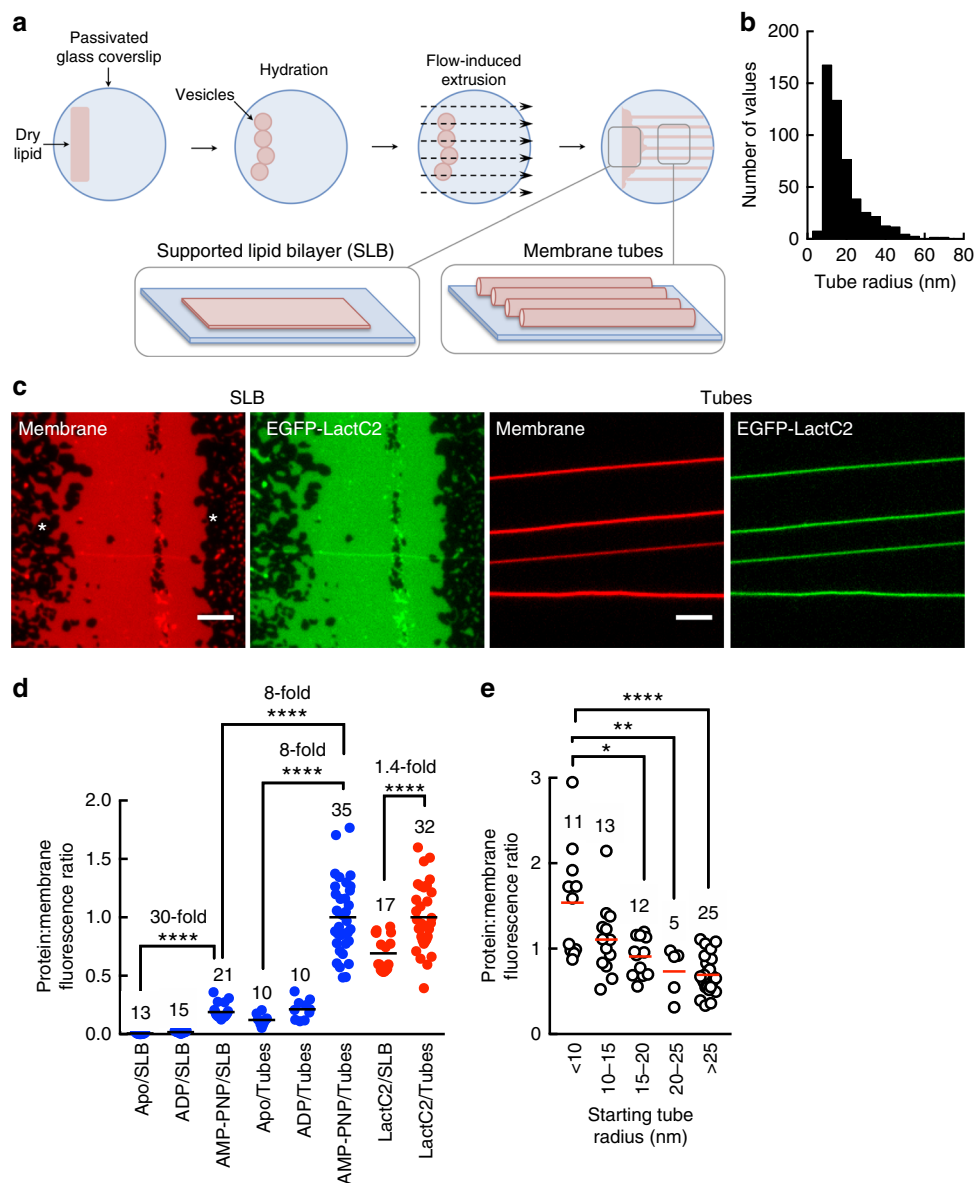 a
Passivated
glass coverslip
Hydration
Flow-induced
extrusion
Vesicles
Dry
lipid
Supported lipid bilayer (SLB)
Membrane tubes
b
200
150
100
50
0
Number of values
0 20 40 60 80
Tube radius (nm)
c
SLB
Tubes
Membrane
EGFP-LactC2
Membrane
EGFP-LactC2
*
*
d
8-fold
****
8-fold
****
1.4-fold
****
30-fold
****
2.0
1.5
1.0
0.5
0.0
Protein:membrane
fluorescence ratio
13
15
21
10
10
35
17
32
Apo/SLB
ADP/SLB
AMP-PNP/SLB
Apo/Tubes
ADP/Tubes
AMP-PNP/Tubes
LactC2/SLB
LactC2/Tubes
e
****
**
*
3
2
1
0
Protein:membrane
fluorescence ratio
11
13
12
5
25
<10
10–15
15–20
20–25
>25
Starting tube
radius (nm)